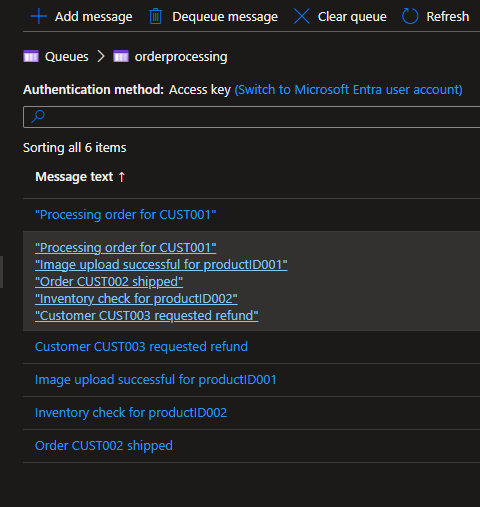 Add message Dequeue message Clear queue Refresh
Queues > orderprocessing
Authentication method: Access key (Switch to Microsoft Entra user account)
Sorting all 6 items
Message text ↑
"Processing order for CUST001"
"Processing order for CUST001"
"Image upload successful for productID001"
"Order CUST002 shipped"
"Inventory check for productID002"
"Customer CUST003 requested refund"
Customer CUST003 requested refund
Image upload successful for productID001
Inventory check for productID002
Order CUST002 shipped